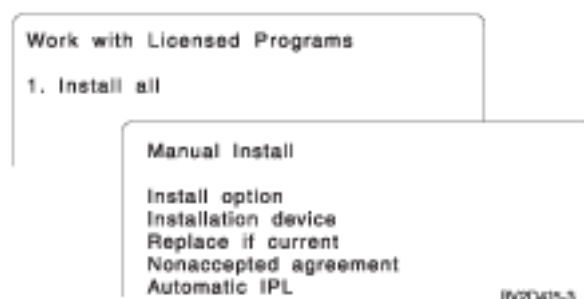 Work with Licensed Programs
1. Install all
Manual Install
Install option
Installation device
Replace if current
Nonaccepted agreement
Automatic IPL